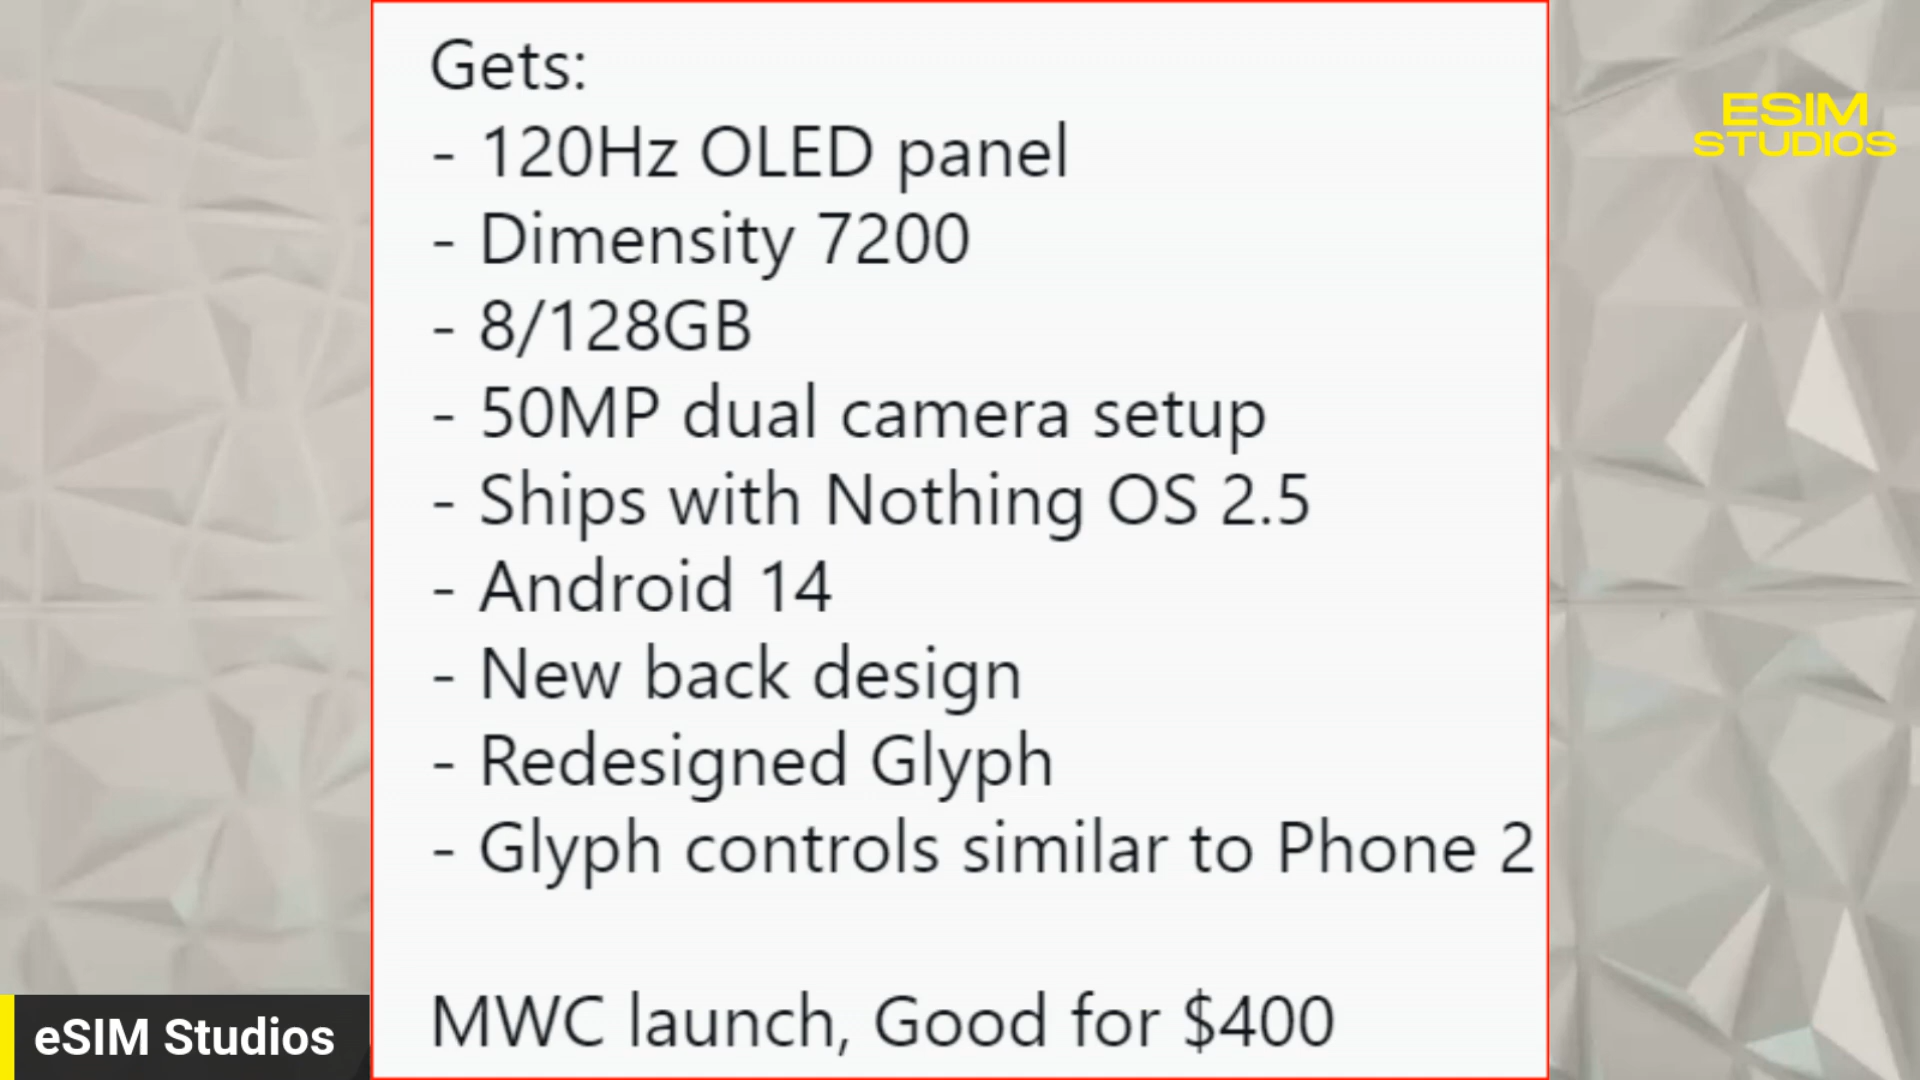 Gets:
- 120Hz OLED panel
- Dimensity 7200
- 8/128GB
- 50MP dual camera setup
- Ships with Nothing OS 2.5
- Android 14
- New back design
- Redesigned Glyph
- Glyph controls similar to Phone 2
MWC launch, Good for $400
ESIM
STUDIOS
eSIM Studios